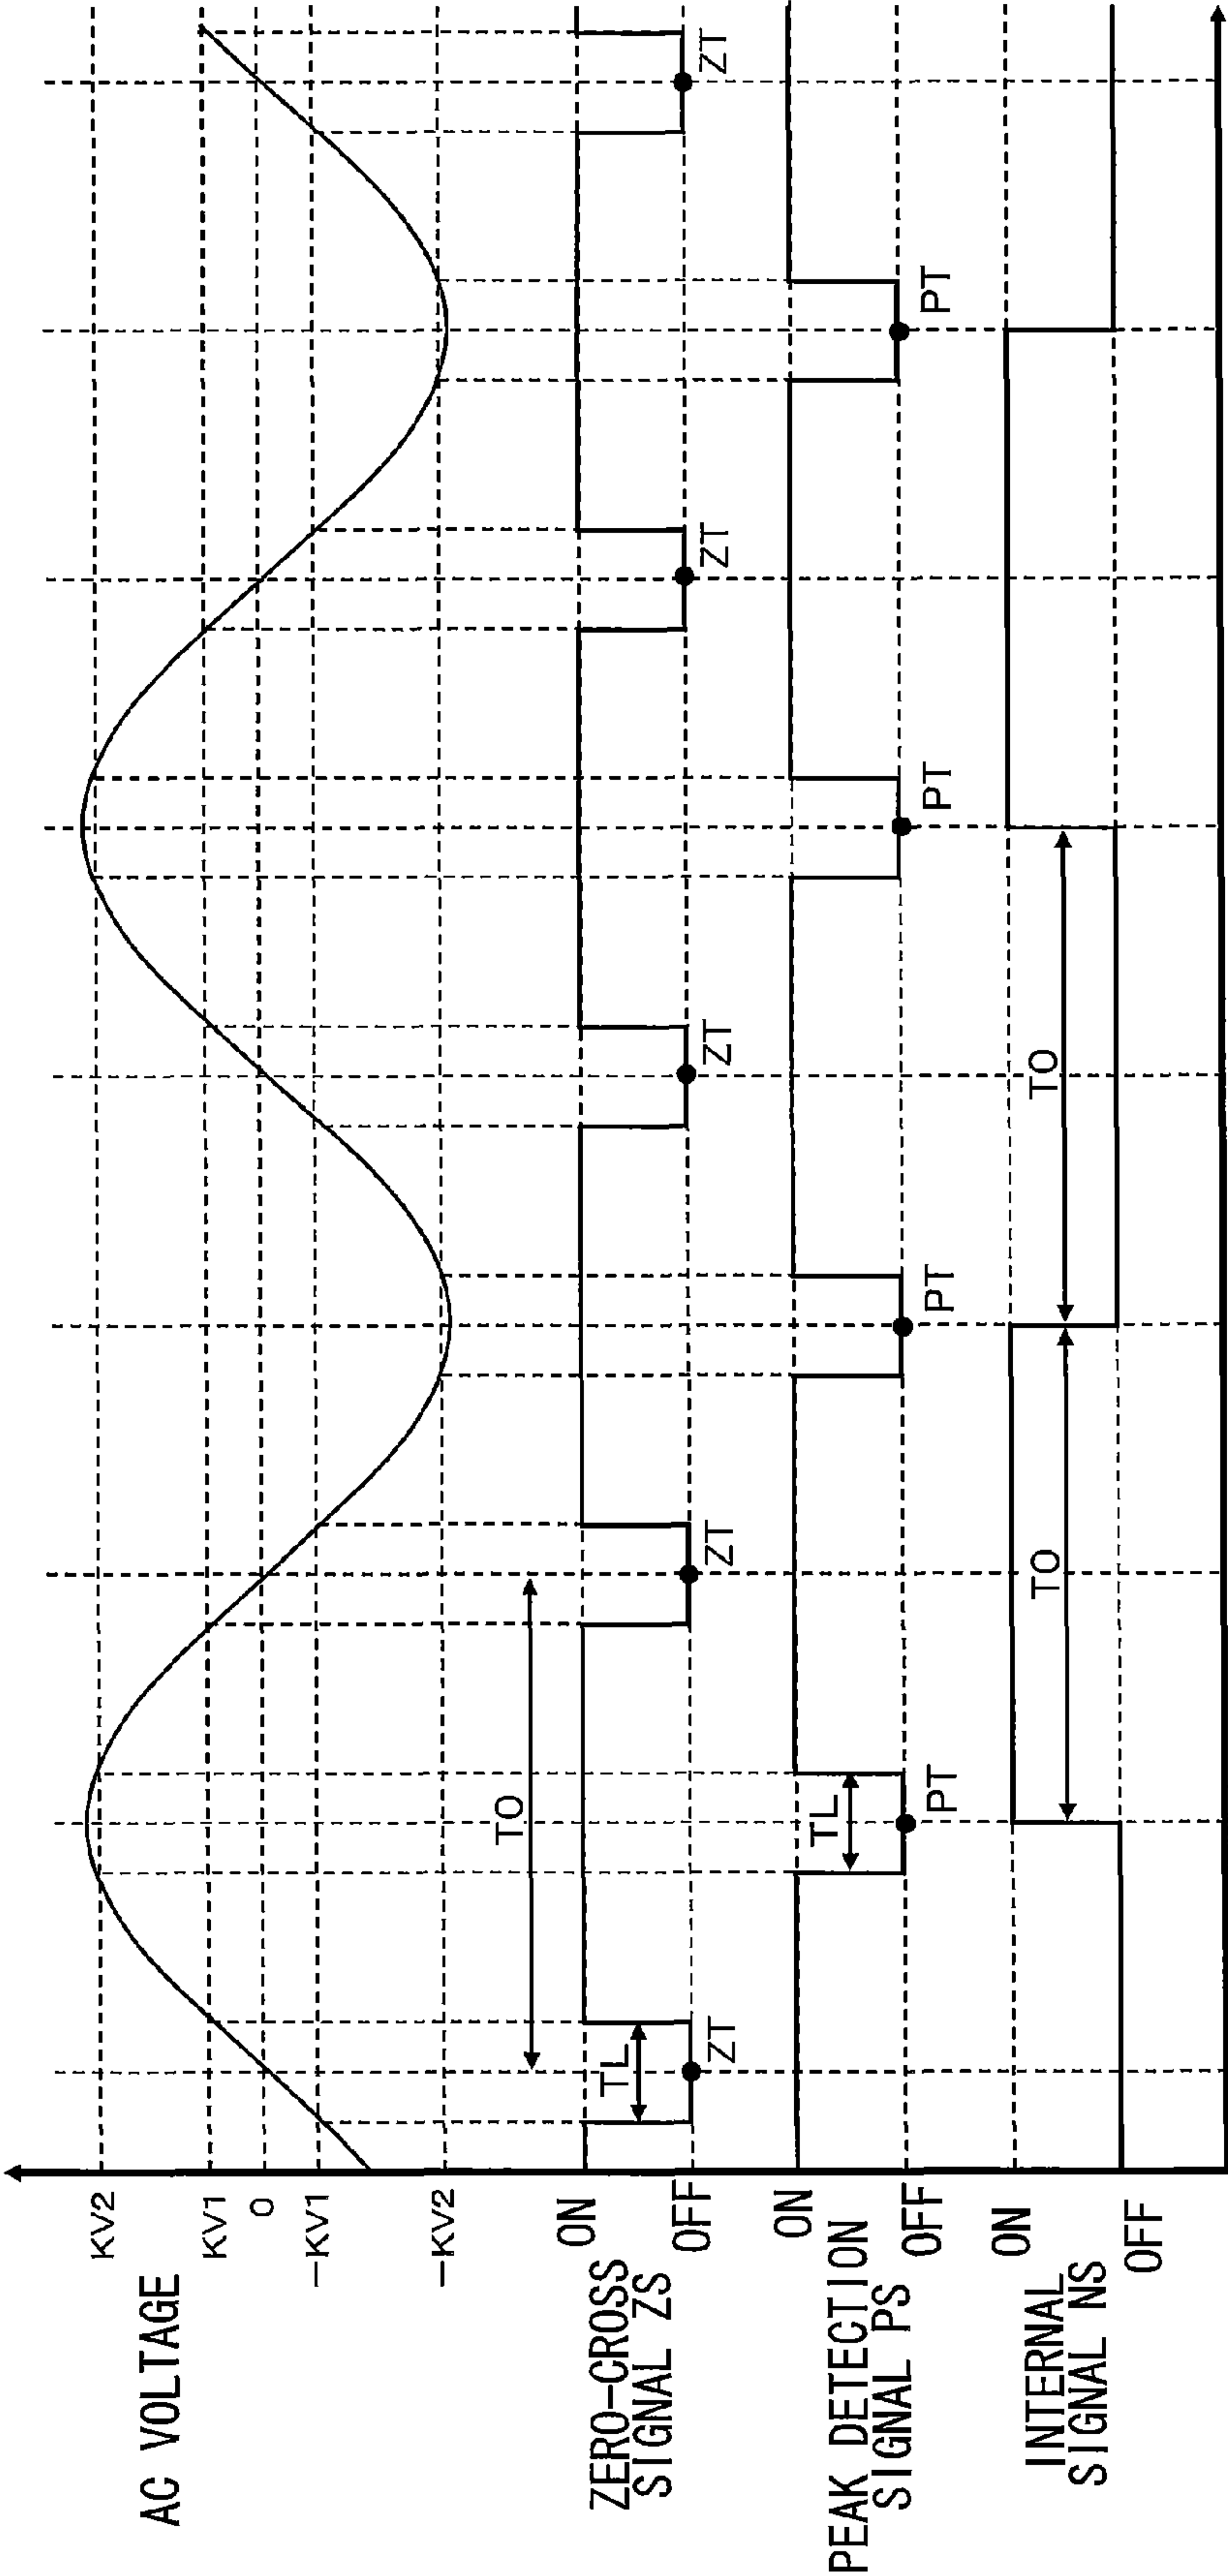 AC VOLTAGE
KV2
KV1
0
-KV1
-KV2
TO
ZERO-CROSS
SIGNAL ZS
ON
OFF
TL
ZT
ZT
ZT
ZT
ZT
PEAK DETECTION
SIGNAL PS
ON
OFF
TL
PT
PT
PT
PT
INTERNAL
SIGNAL NS
ON
OFF
TO
TO